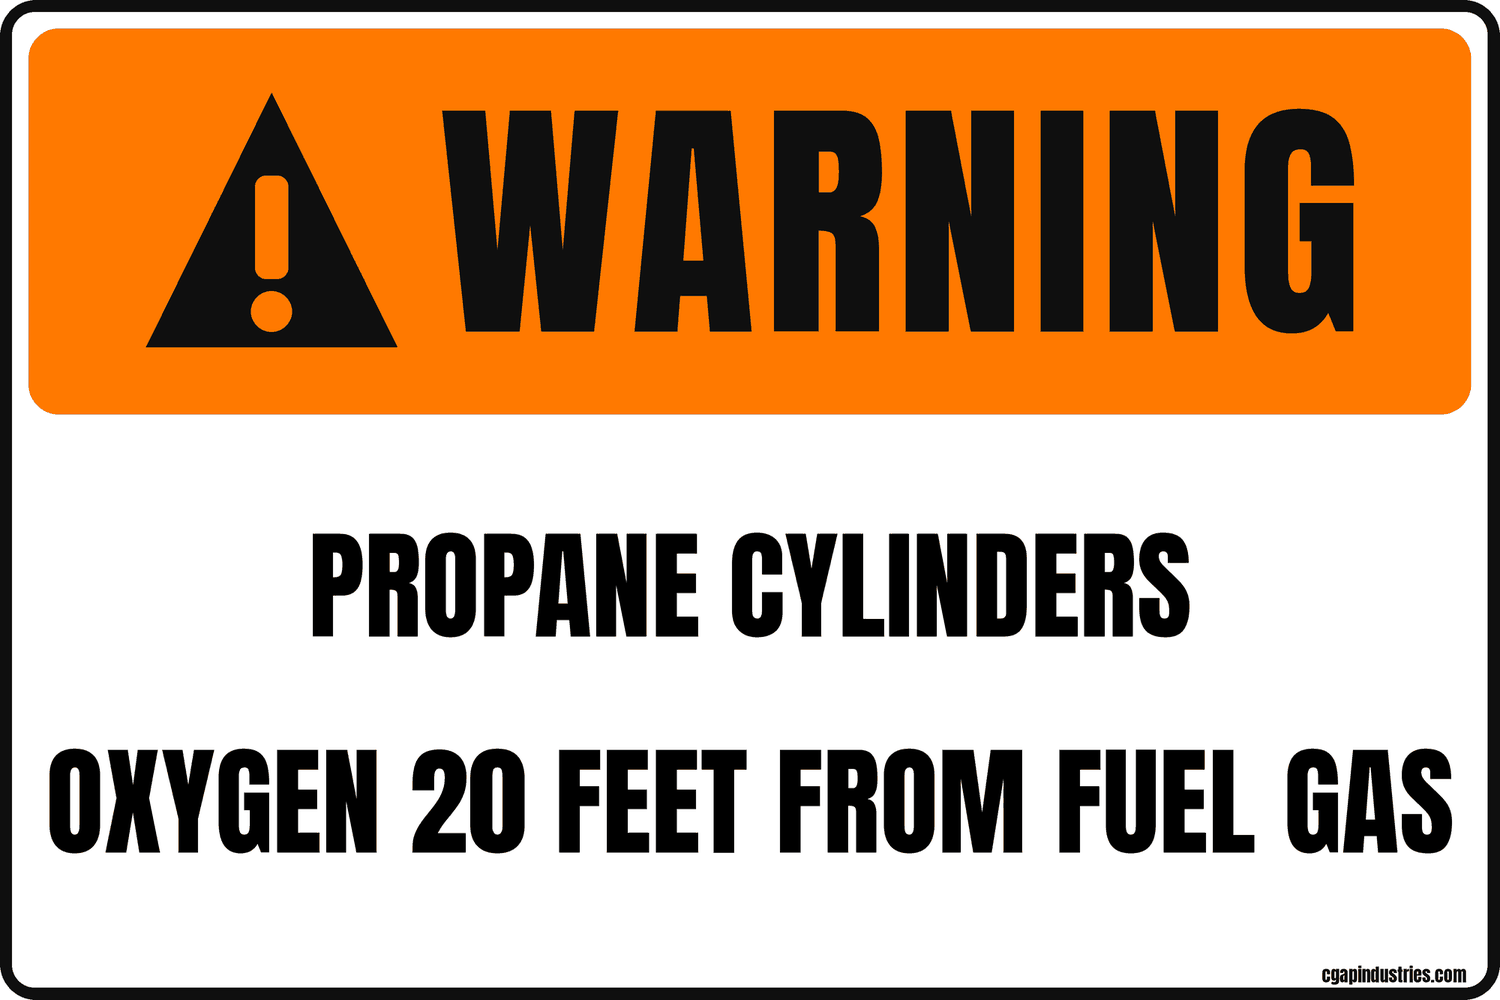 WARNING
PROPANE CYLINDERS
OXYGEN 20 FEET FROM FUEL GAS
cgapindustries.com